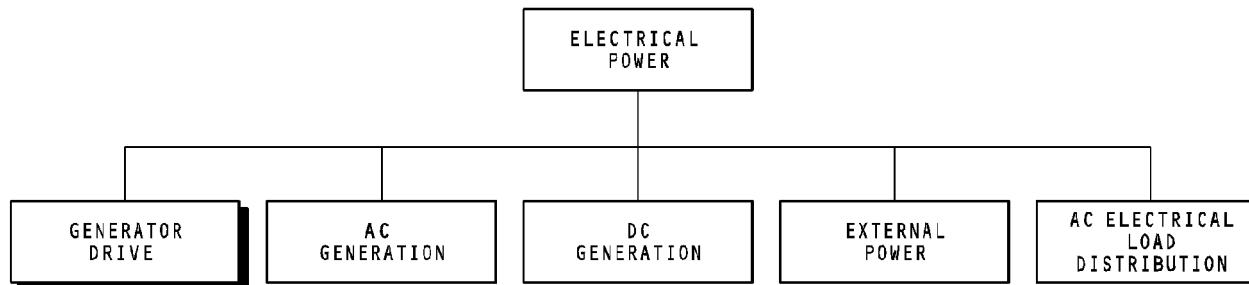 ELECTRICAL
POWER
GENERATOR
DRIVE
AC
GENERATION
DC
GENERATION
EXTERNAL
POWER
AC ELECTRICAL
LOAD
DISTRIBUTION